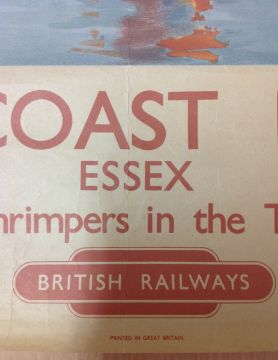 COAST
ESSEX
hrimpers in the T
BRITISH RAILWAYS
PRINTED IN GREAT BRITAIN